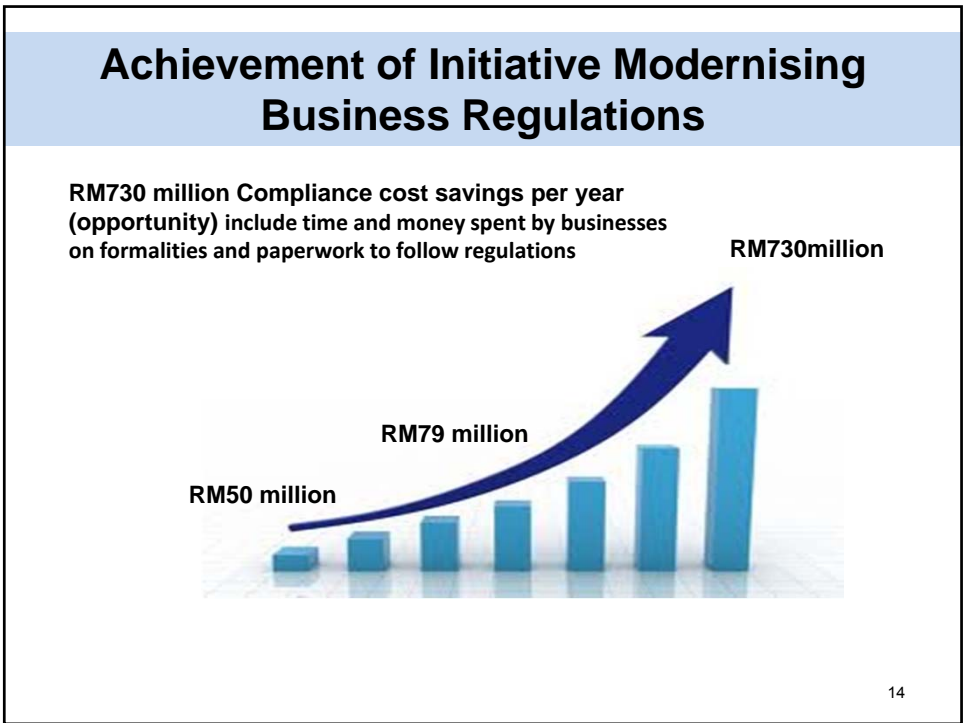 Achievement of Initiative Modernising
Business Regulations
RM730 million Compliance cost savings per year
(opportunity) include time and money spent by businesses
on formalities and paperwork to follow regulations
RM730million
RM79 million
RM50 million
14